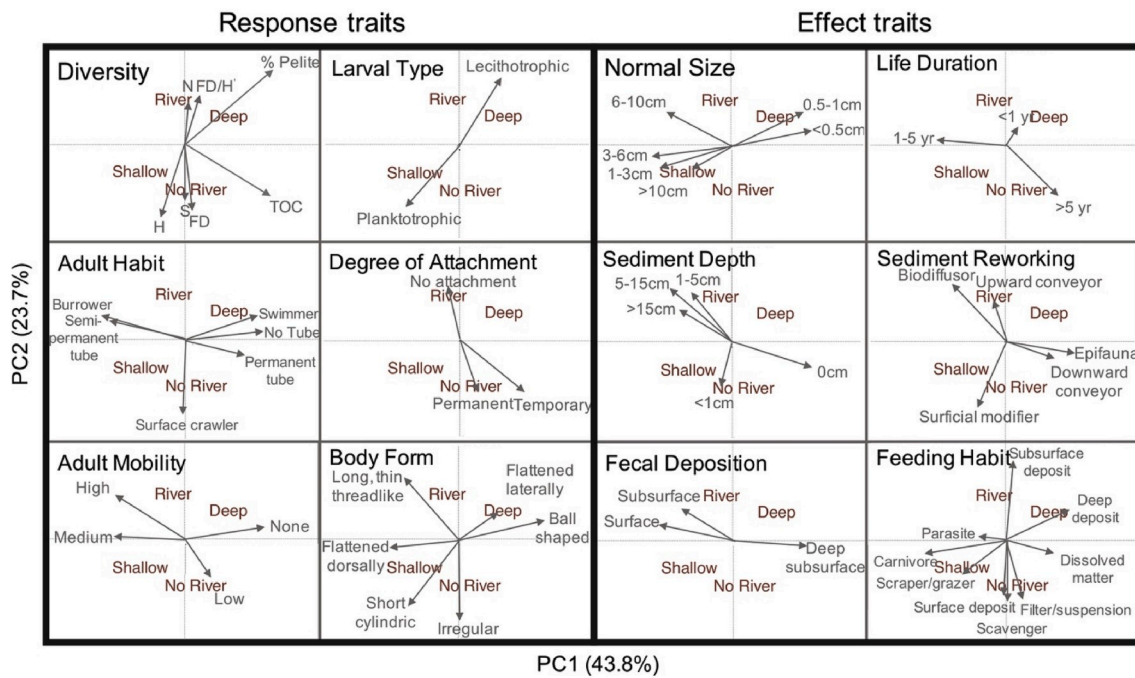 Response traits
Effect traits
Diversity
% Pelite
N FD/H'
River
Deep
Shallow
No River
S
H
FD
TOC
Larval Type
Lecithotrophic
River
Deep
Shallow
No River
Planktotrophic
Normal Size
6-10cm
River
0.5-1cm
Deep
<0.5cm
3-6cm
1-3cm
Shallow
>10cm
No River
Life Duration
River
<1 yr
Deep
1-5 yr
Shallow
No River
>5 yr
Adult Habit
River
Burrower
Deep
Swimmer
Semi-
permanent
tube
No Tube
Permanent
tube
Shallow
No River
Surface crawler
Degree of Attachment
No attachment
River
Deep
Shallow
No River
Permanent
Temporary
Sediment Depth
5-15cm
1-5cm
River
Deep
>15cm
Shallow
0cm
No River
<1cm
Sediment Reworking
Biodiffusor
Upward conveyor
River
Deep
Epifauna
Downward
conveyor
Shallow
No River
Surficial modifier
Adult Mobility
High
River
Deep
None
Medium
Shallow
No River
Low
Body Form
Long, thin
threadlike
River
Flattened
laterally
Deep
Ball
shaped
Flattened
dorsally
Shallow
No River
Short
cylindric
Irregular
Fecal Deposition
Subsurface
River
Deep
Surface
Deep
subsurface
Shallow
No River
Feeding Habit
Subsurface
deposit
River
Deep
Deep
deposit
Parasite
Carnivore
Shallow
Dissolved
matter
Scraper/grazer
No River
Surface deposit
Filter/suspension
Scavenger
PC2 (23.7%)
PC1 (43.8%)